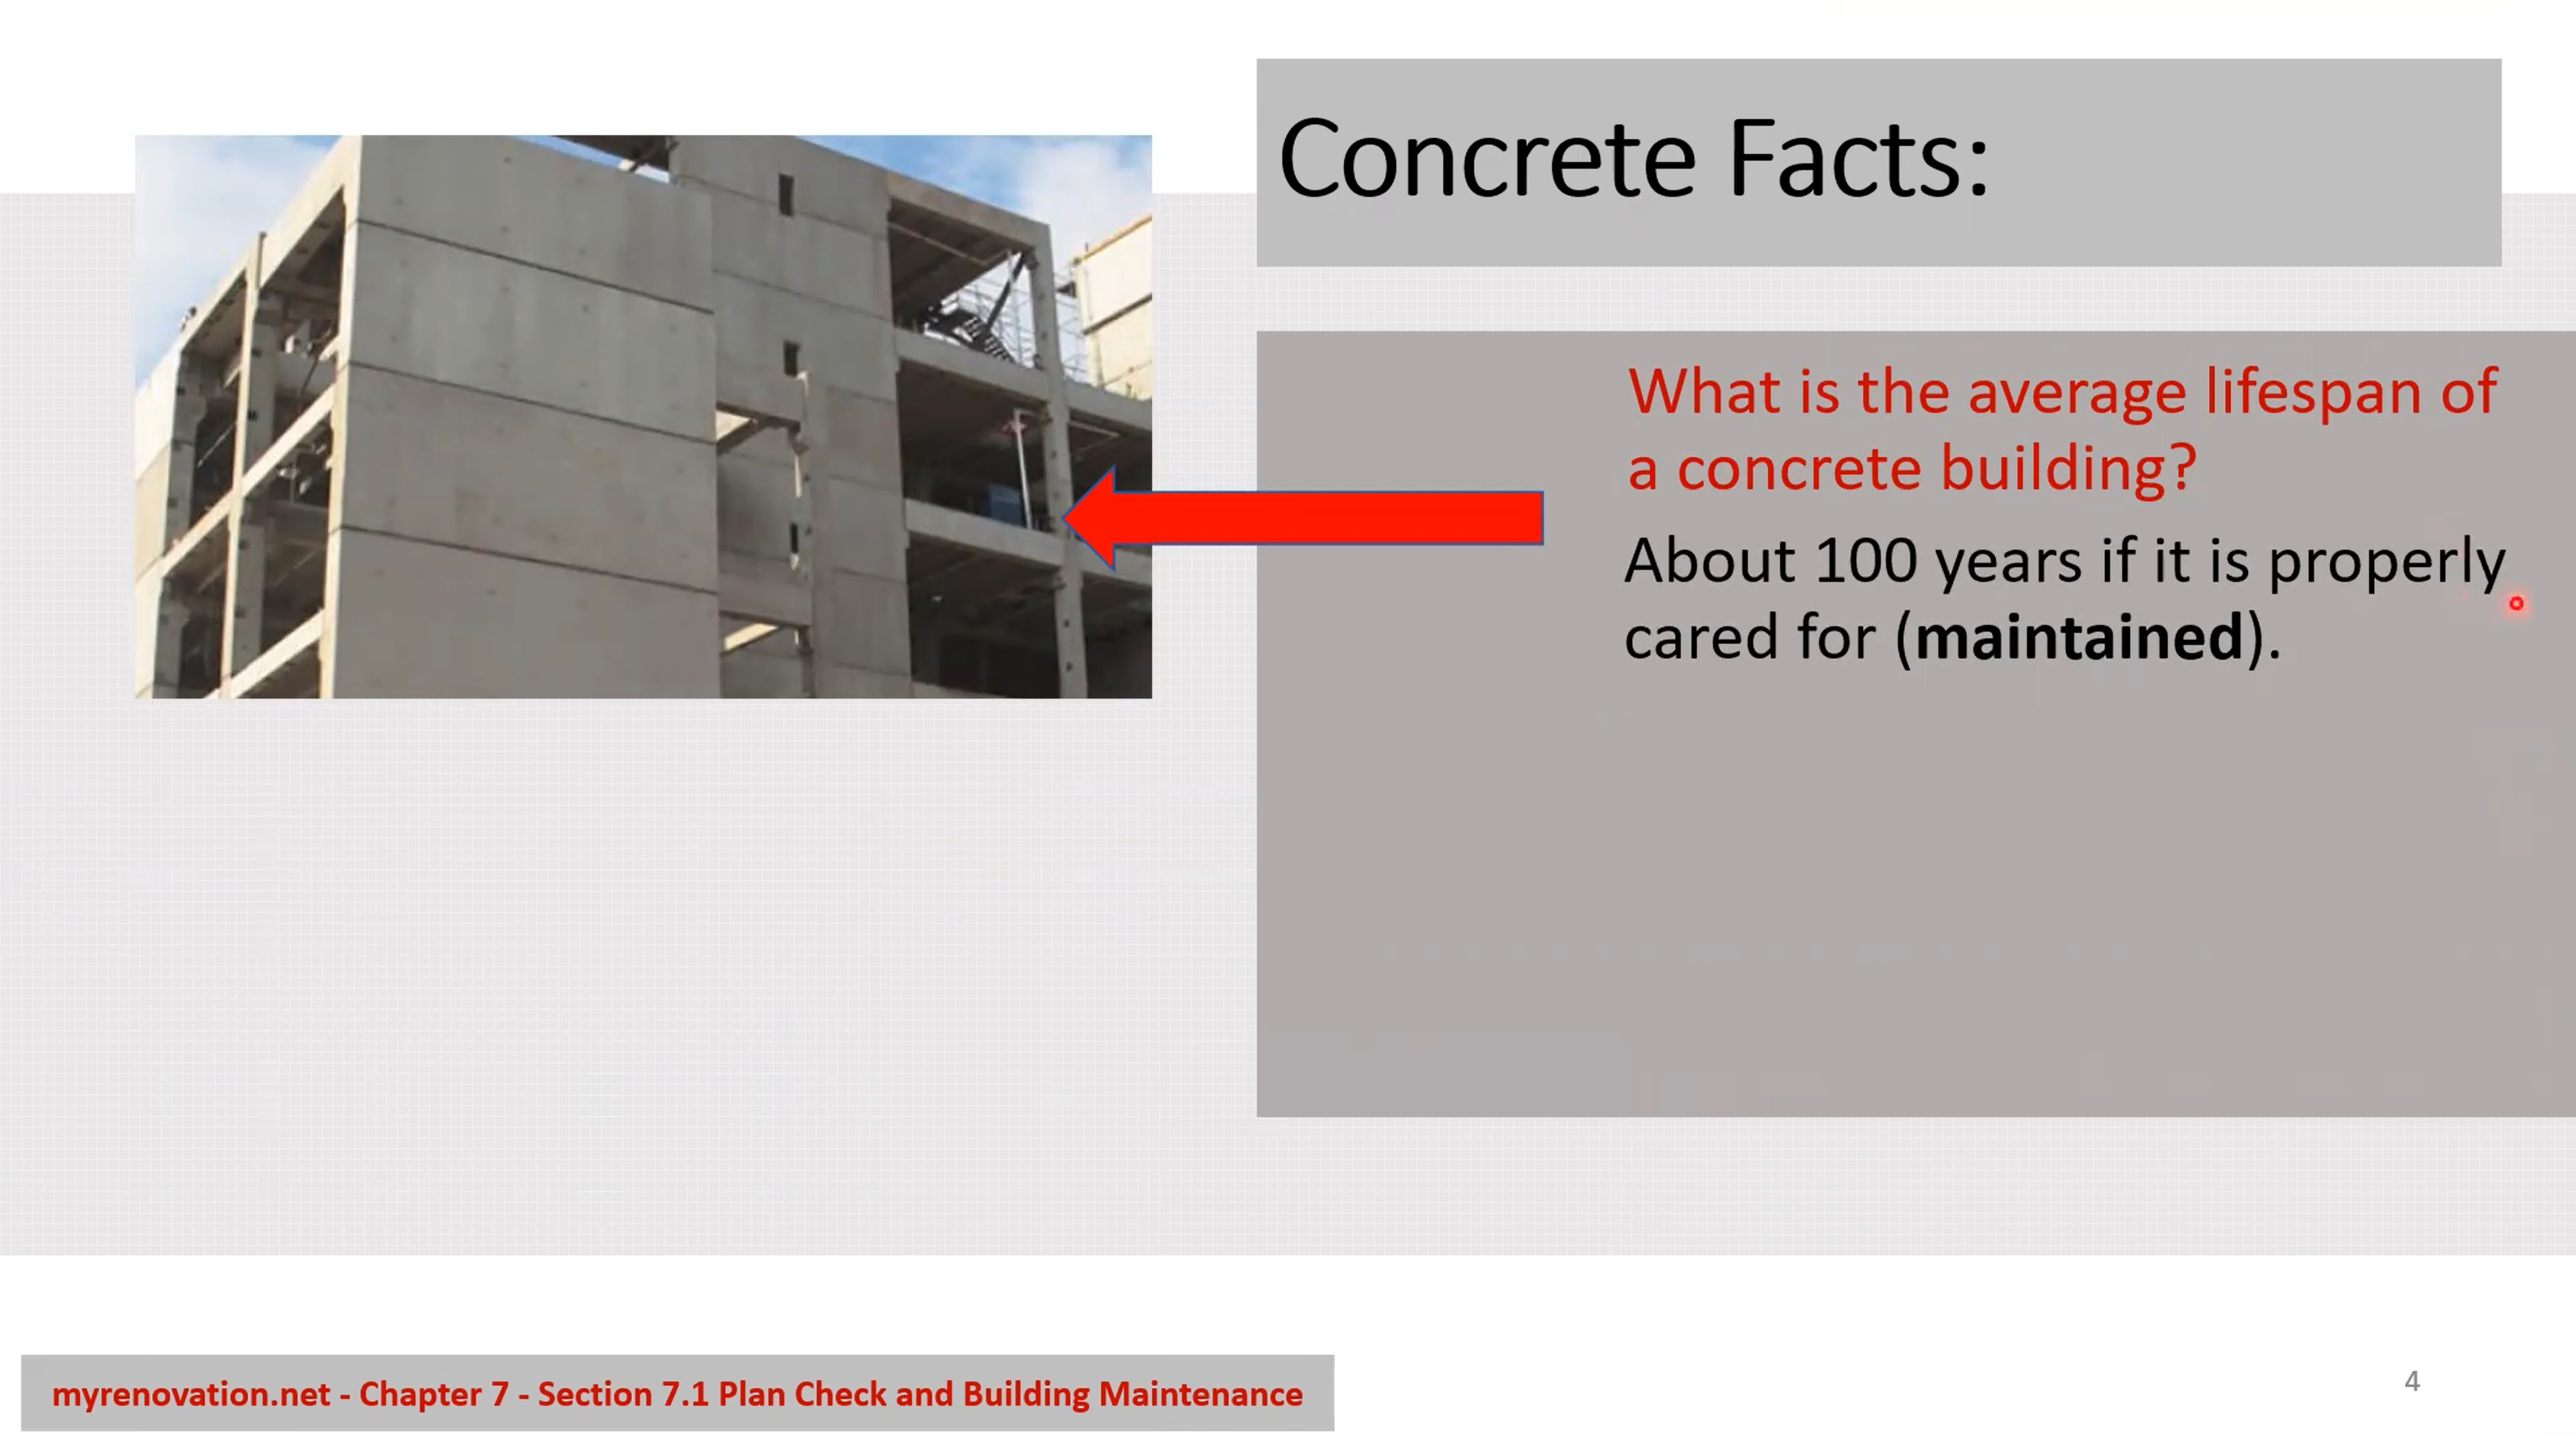 Concrete Facts:
What is the average lifespan of
a concrete building?
About 100 years if it is properly
cared for (maintained).
myrenovation.net - Chapter 7 - Section 7.1 Plan Check and Building Maintenance
4